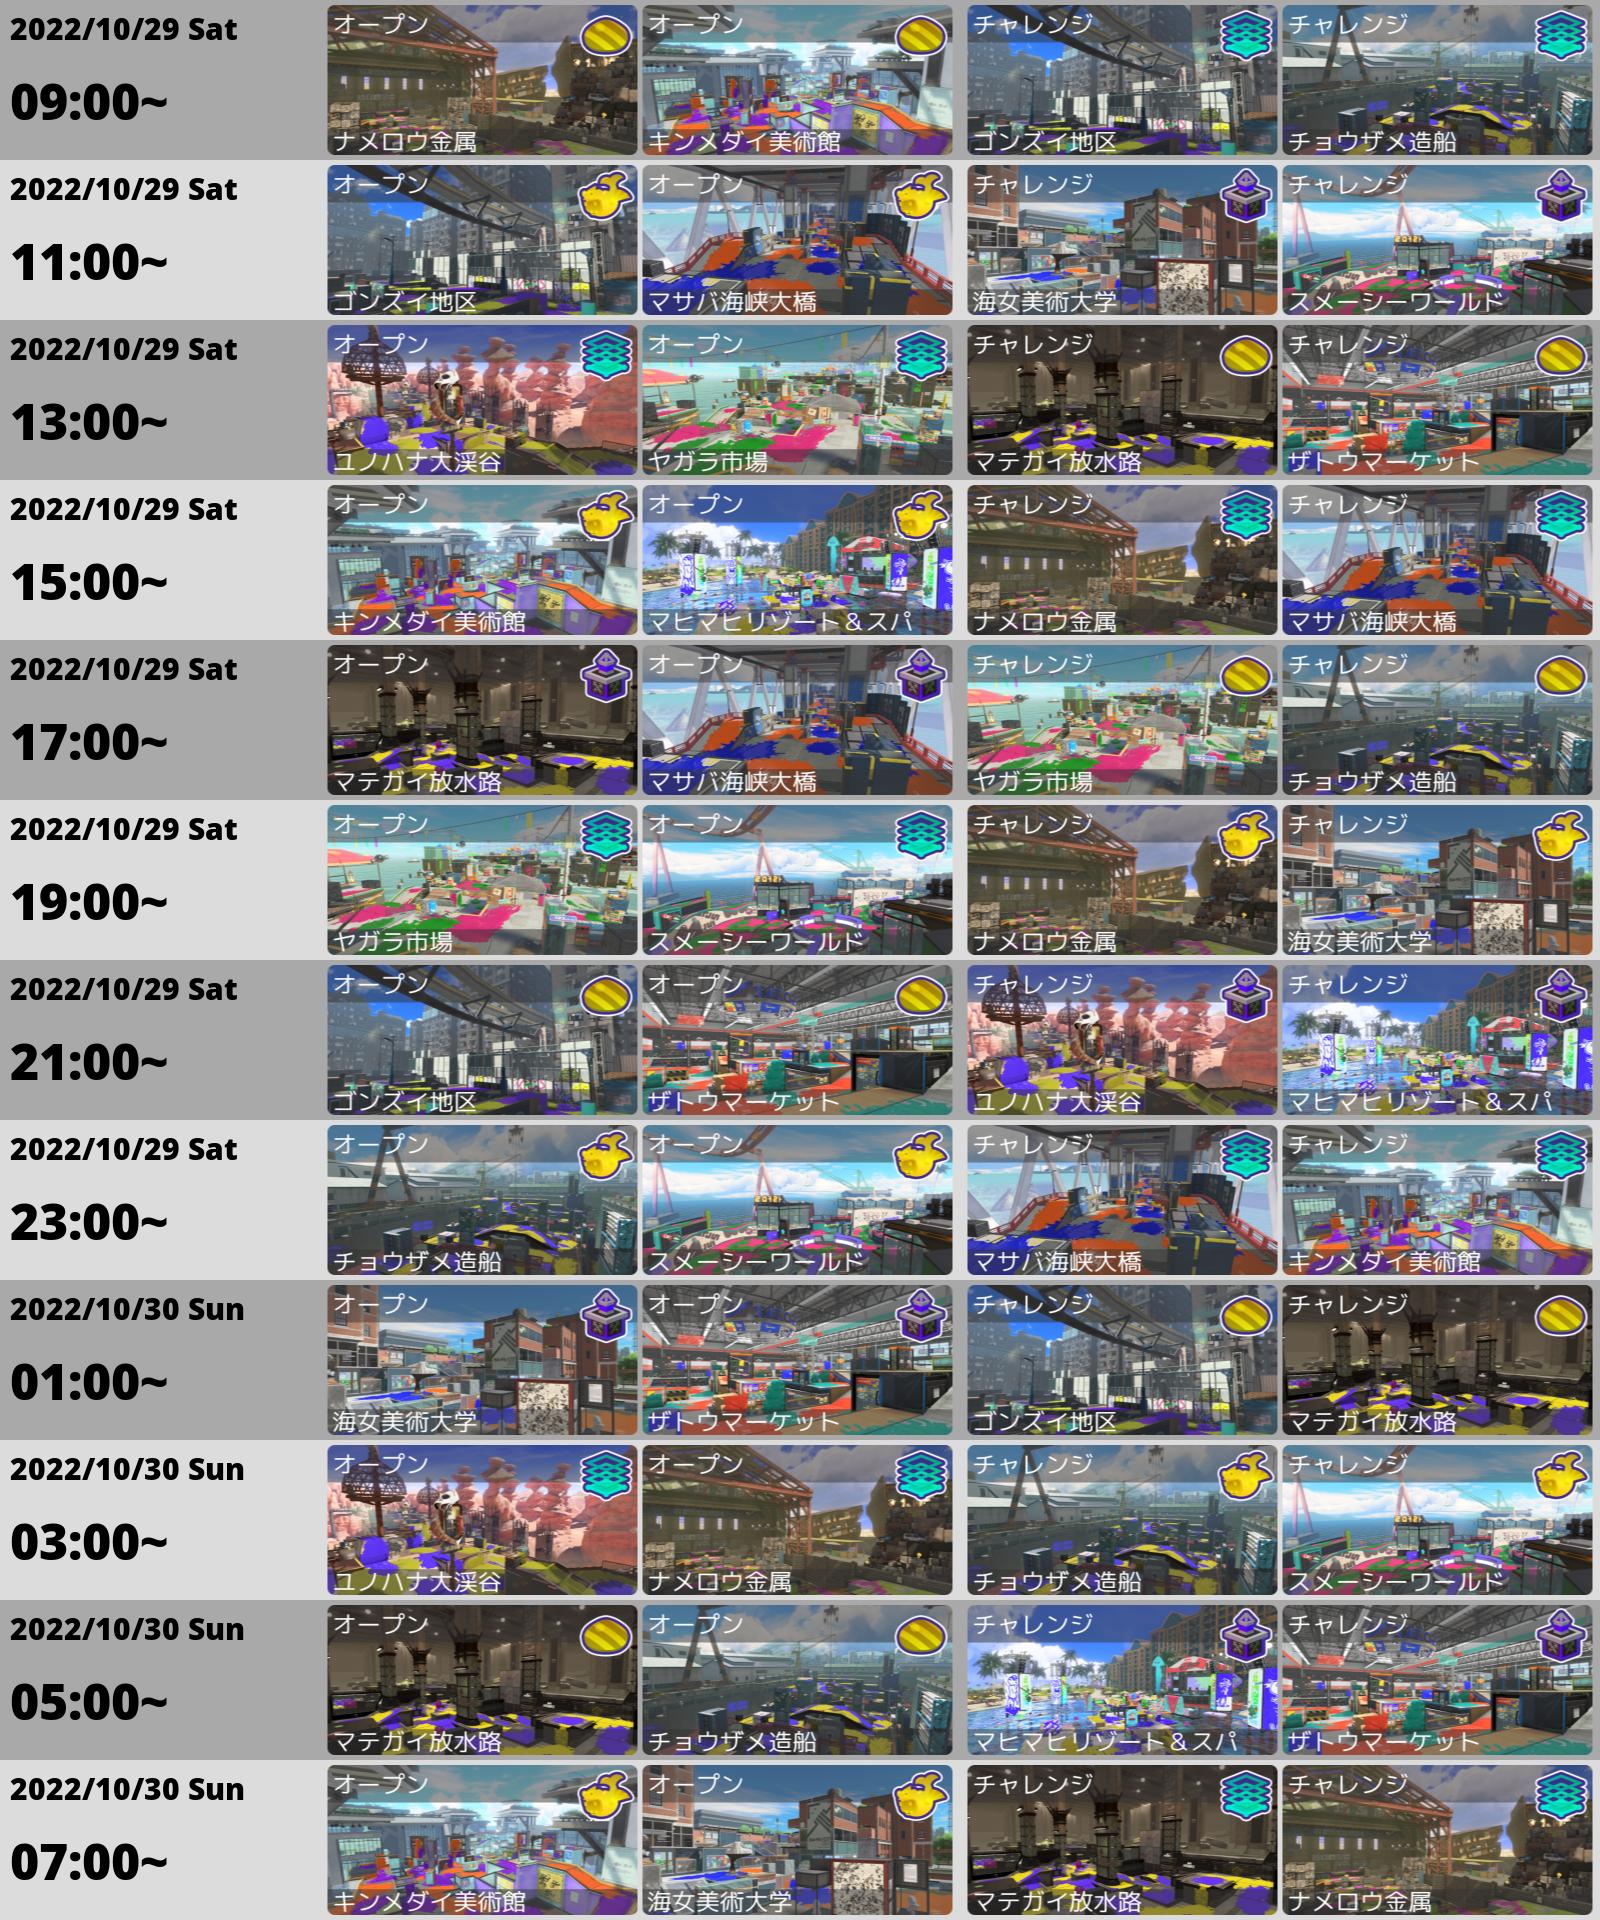 2022/10/29 Sat
09:00~
オープン オープン チャレンジ チャレンジ
ナメロウ金属 キンメダイ美術館 ゴンズイ地区 チョウザメ造船
2022/10/29 Sat
11:00~
オープン オープン チャレンジ チャレンジ
ゴンズイ地区 マサバ海峡大橋 海女美術大学 スメーシーワールド
2022/10/29 Sat
13:00~
オープン オープン チャレンジ チャレンジ
ユノハナ大渓谷 ヤガラ市場 マテガイ放水路 ザトウマーケット
2022/10/29 Sat
15:00~
オープン オープン チャレンジ チャレンジ
キンメダイ美術館 マヒマヒリゾート&スパ ナメロウ金属 マサバ海峡大橋
2022/10/29 Sat
17:00~
オープン オープン チャレンジ チャレンジ
マテガイ放水路 マサバ海峡大橋 ヤガラ市場 チョウザメ造船
2022/10/29 Sat
19:00~
オープン オープン チャレンジ チャレンジ
ヤガラ市場 スメーシーワールド ナメロウ金属 海女美術大学
2022/10/29 Sat
21:00~
オープン オープン チャレンジ チャレンジ
ゴンズイ地区 ザトウマーケット ユノハナ大渓谷 マヒマヒリゾート&スパ
2022/10/29 Sat
23:00~
オープン オープン チャレンジ チャレンジ
チョウザメ造船 スメーシーワールド マサバ海峡大橋 キンメダイ美術館
2022/10/30 Sun
01:00~
オープン オープン チャレンジ チャレンジ
海女美術大学 ザトウマーケット ゴンズイ地区 マテガイ放水路
2022/10/30 Sun
03:00~
オープン オープン チャレンジ チャレンジ
ユノハナ大渓谷 ナメロウ金属 チョウザメ造船 スメーシーワールド
2022/10/30 Sun
05:00~
オープン オープン チャレンジ チャレンジ
マテガイ放水路 チョウザメ造船 マヒマヒリゾート&スパ ザトウマーケット
2022/10/30 Sun
07:00~
オープン オープン チャレンジ チャレンジ
キンメダイ美術館 海女美術大学 マテガイ放水路 ナメロウ金属